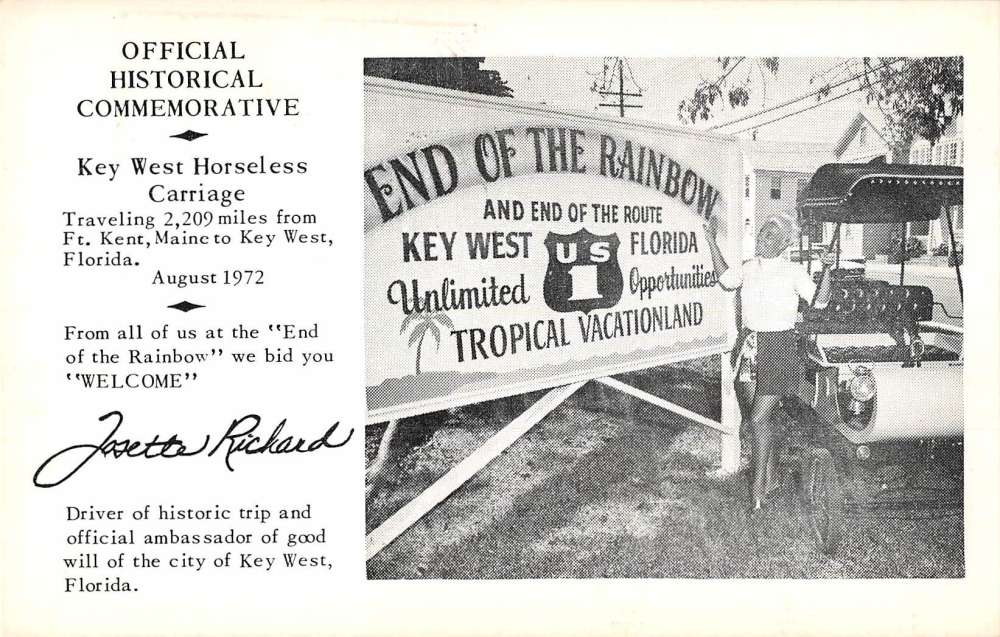 OFFICIAL
HISTORICAL
COMMEMORATIVE
Key West Horseless
Carriage
Traveling 2,209 miles from
Ft. Kent, Maine to Key West,
Florida.
August 1972
From all of us at the "End
of the Rainbow" we bid you
"WELCOME"
Josette Richard
Driver of historic trip and
official ambassador of good
will of the city of Key West,
Florida.
END OF THE RAINBOW
AND END OF THE ROUTE
KEY WEST US 1 FLORIDA
Unlimited Opportunities
TROPICAL VACATIONLAND